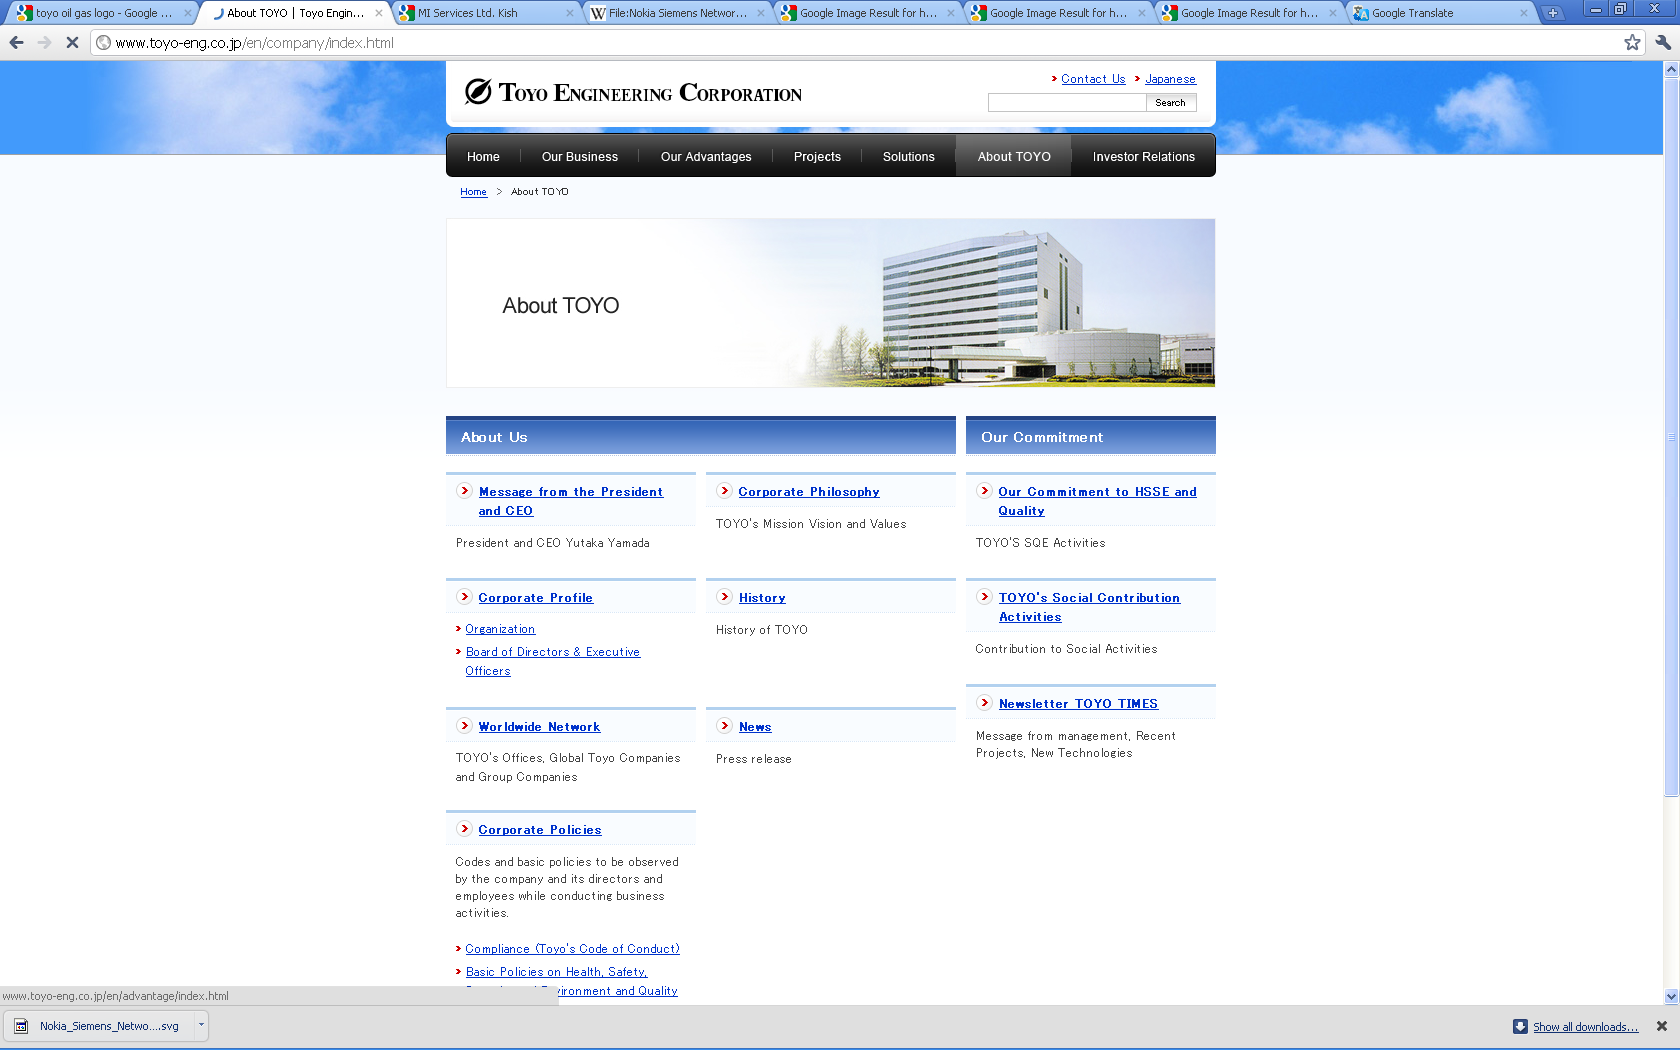 toyo oil gas logo - Google ...
About TOYO | Toyo Engin...
MI Services Ltd. Kish
File:Nokia Siemens Networ...
Google Image Result for h...
Google Image Result for h...
Google Image Result for h...
Google Translate
www.toyo-eng.co.jp/en/company/index.html
Contact Us
Japanese
TOYO ENGINEERING CORPORATION
Search
Home
Our Business
Our Advantages
Projects
Solutions
About TOYO
Investor Relations
Home > About TOYO
About TOYO
About Us
Our Commitment
Message from the President
and CEO
President and CEO Yutaka Yamada
Corporate Philosophy
TOYO's Mission Vision and Values
Our Commitment to HSSE and
Quality
TOYO'S SQE Activities
Corporate Profile
Organization
Board of Directors & Executive
Officers
History
History of TOYO
TOYO's Social Contribution
Activities
Contribution to Social Activities
Newsletter TOYO TIMES
Message from management, Recent
Projects, New Technologies
Worldwide Network
TOYO's Offices, Global Toyo Companies
and Group Companies
News
Press release
Corporate Policies
Codes and basic policies to be observed
by the company and its directors and
employees while conducting business
activities.
Compliance (Toyo's Code of Conduct)
Basic Policies on Health, Safety,
vironment and Quality
www.toyo-eng.co.jp/en/advantage/index.html
Nokia_Siemens_Netwo....svg
Show all downloads...